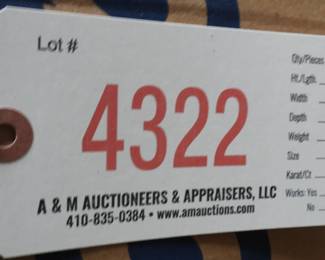 Lot #
4322
A & M AUCTIONEERS & APPRAISERS, LLC
410-835-0384 • www.amauctions.com
Qty/Pieces
Ht./Lgth.
Width
Depth
Weight
Size
Karat/Ct
Works: Yes
No